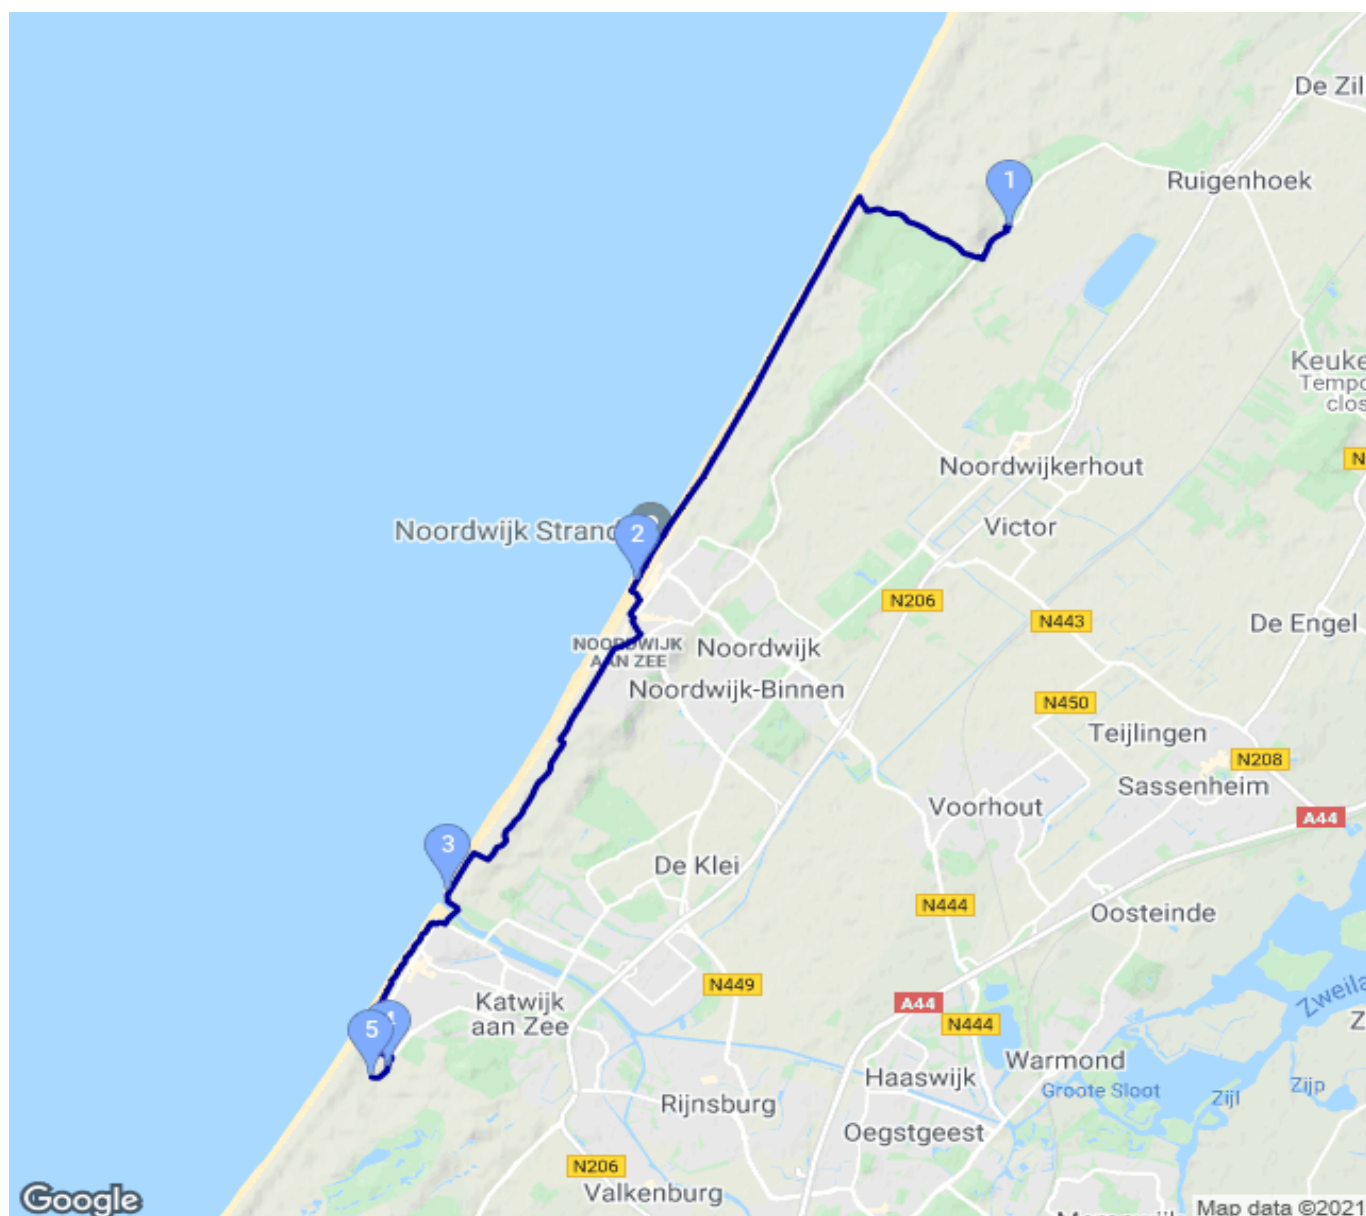 De Zil
1
Ruigenhoek
Keuke
Tempo
clos
N
Noordwijkerhout
Noordwijk Strand
2
Victor
N206
N443
De Engel
NOORDWIJK
AAN ZEE
Noordwijk
Noordwijk-Binnen
N450
Teijlingen
N208
Sassenheim
Voorhout
A44
3
De Klei
N444
Oosteinde
N449
A44
Katwijk
aan Zee
N444
Zweila
Z
4
5
Warmond
Haaswijk
Groote Sloot
Zijl
Zijp
Rijnsburg
Oegstgeest
N206
Valkenburg
Google
Map data ©2021